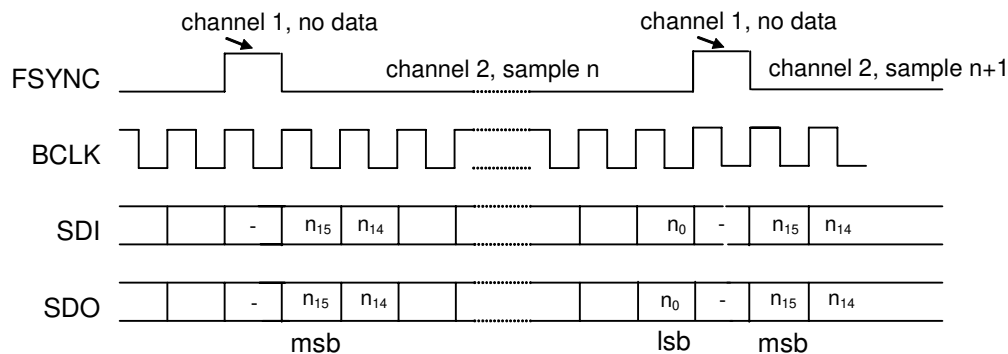 channel 1, no data channel 1, no data
FSYNC channel 2, sample n channel 2, sample n+1
BCLK
SDI - n15 n14 n0 - n15 n14
SDO - n15 n14 n0 - n15 n14
msb lsb msb